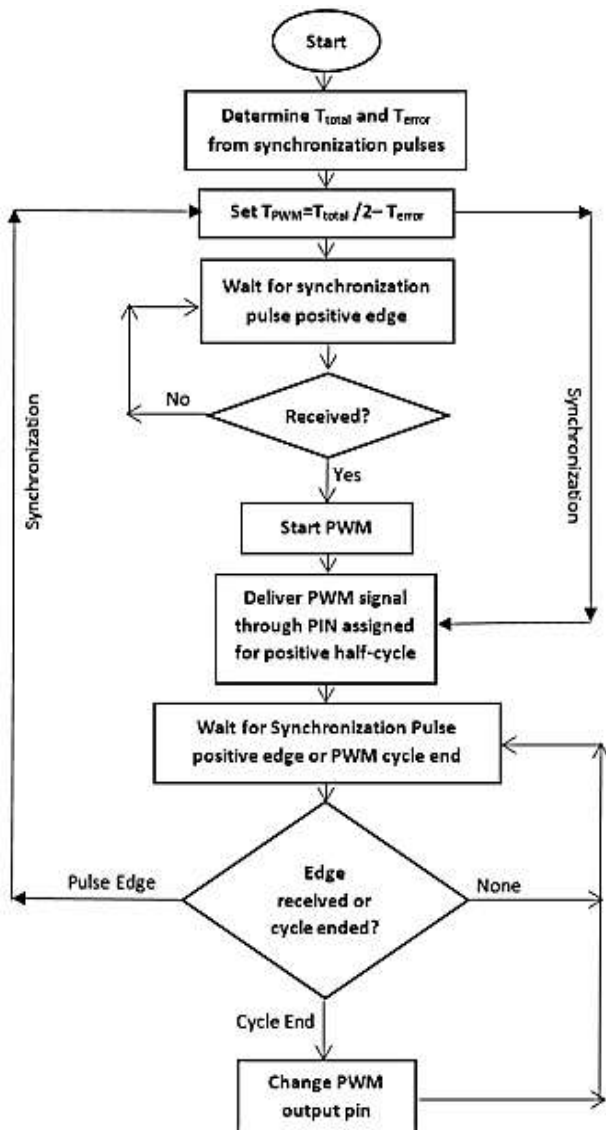 Start
Determine Ttotal and Terror
from synchronization pulses
Set TPWM=Ttotal /2– Terror
Wait for synchronization
pulse positive edge
No
Received?
Yes
Synchronization
Synchronization
Start PWM
Deliver PWM signal
through PIN assigned
for positive half-cycle
Wait for Synchronization Pulse
positive edge or PWM cycle end
Pulse Edge
Edge
received or
cycle ended?
None
Cycle End
Change PWM
output pin